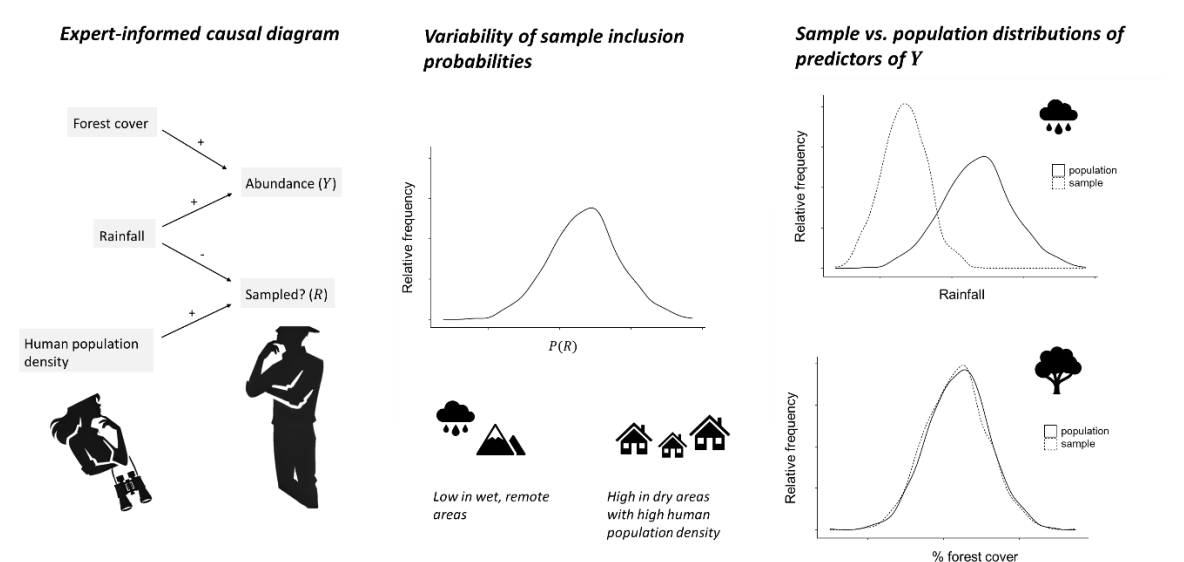 Expert-informed causal diagram
Forest cover
+
Abundance (Y)
+
Rainfall
-
Sampled? (R)
+
Human population
density
Variability of sample inclusion
probabilities
Relative frequency
P(R)
Low in wet, remote
areas
High in dry areas
with high human
population density
Sample vs. population distributions of
predictors of Y
Relative frequency
population
sample
Rainfall
Relative frequency
population
sample
% forest cover